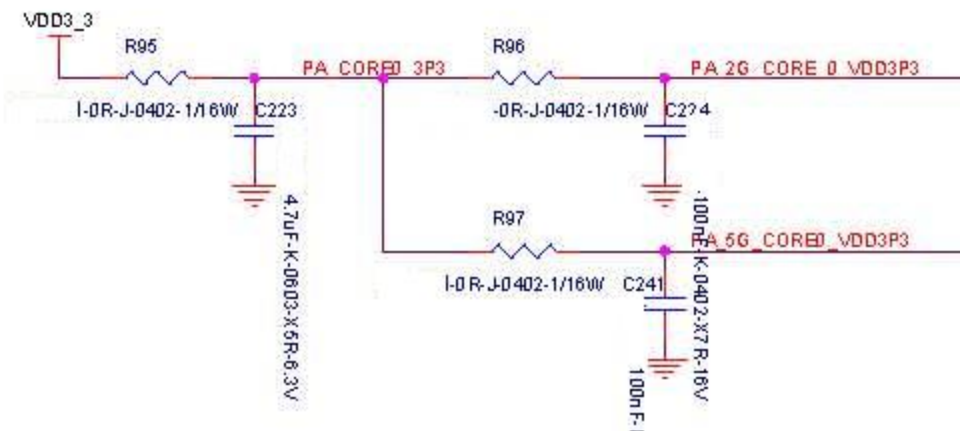 VDD3_3
R95
R96
PA_CORE0_3P3
PA_2G_CORE_0_VDD3P3
I-0R-J-0402-1/16W
C223
-0R-J-0402-1/16W
C224
4.7uF-K-0603-X5R-6.3V
-100nF-K-0402-X7R-16V
R97
PA_5G_CORE0_VDD3P3
I-0R-J-0402-1/16W
C241
100nF-